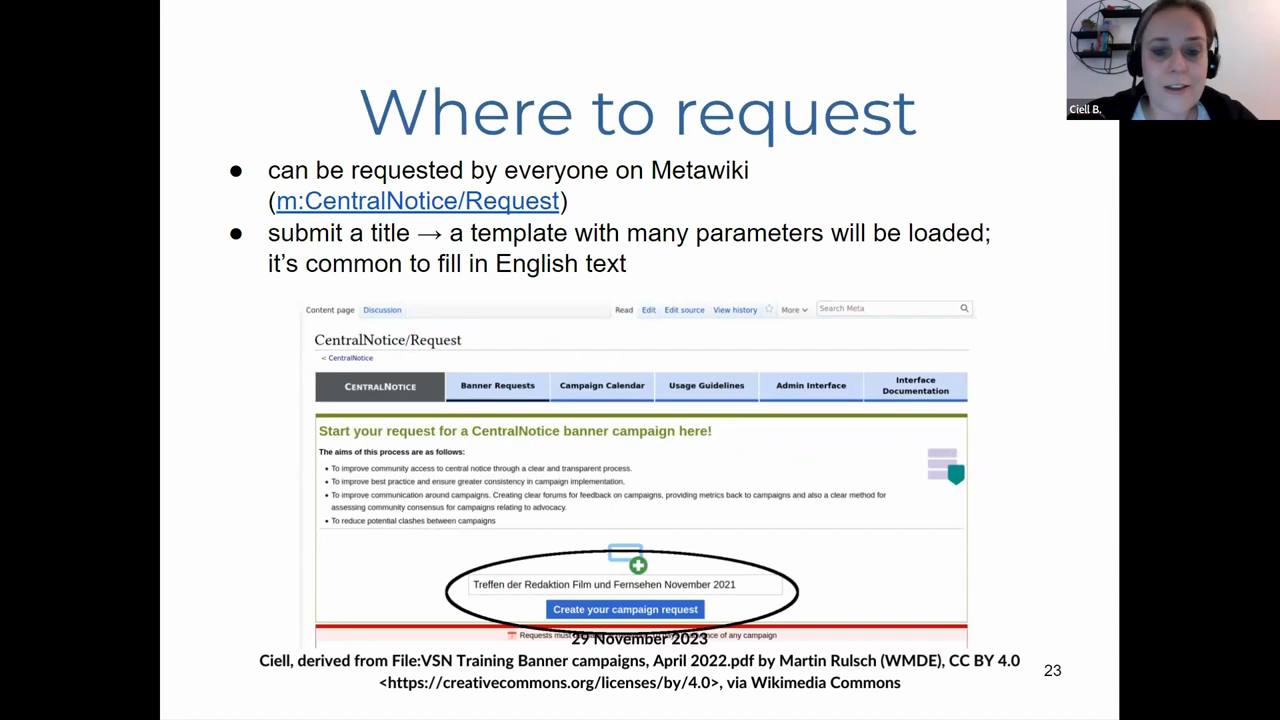 Where to request
Ciell B.
● can be requested by everyone on Metawiki
(m:CentralNotice/Request)
● submit a title → a template with many parameters will be loaded;
it's common to fill in English text
Content page Discussion Read Edit Edit source View history More Search Meta
CentralNotice/Request
< CentralNotice
CENTRALNOTICE Banner Requests Campaign Calendar Usage Guidelines Admin Interface Interface Documentation
Start your request for a CentralNotice banner campaign here!
The aims of this process are as follows:
• To improve community access to central notice through a clear and transparent process.
• To improve best practice and ensure greater consistency in campaign implementation.
• To improve communication around campaigns. Creating clear forums for feedback on campaigns, providing metrics back to campaigns and also a clear method for
assessing community consensus for campaigns relating to advocacy.
• To reduce potential clashes between campaigns
Treffen der Redaktion Film und Fernsehen November 2021
Create your campaign request
Requests must of any campaign
29 November 2023
Ciell, derived from File:VSN Training Banner campaigns, April 2022.pdf by Martin Rulsch (WMDE), CC BY 4.0
<https://creativecommons.org/licenses/by/4.0>, via Wikimedia Commons
23